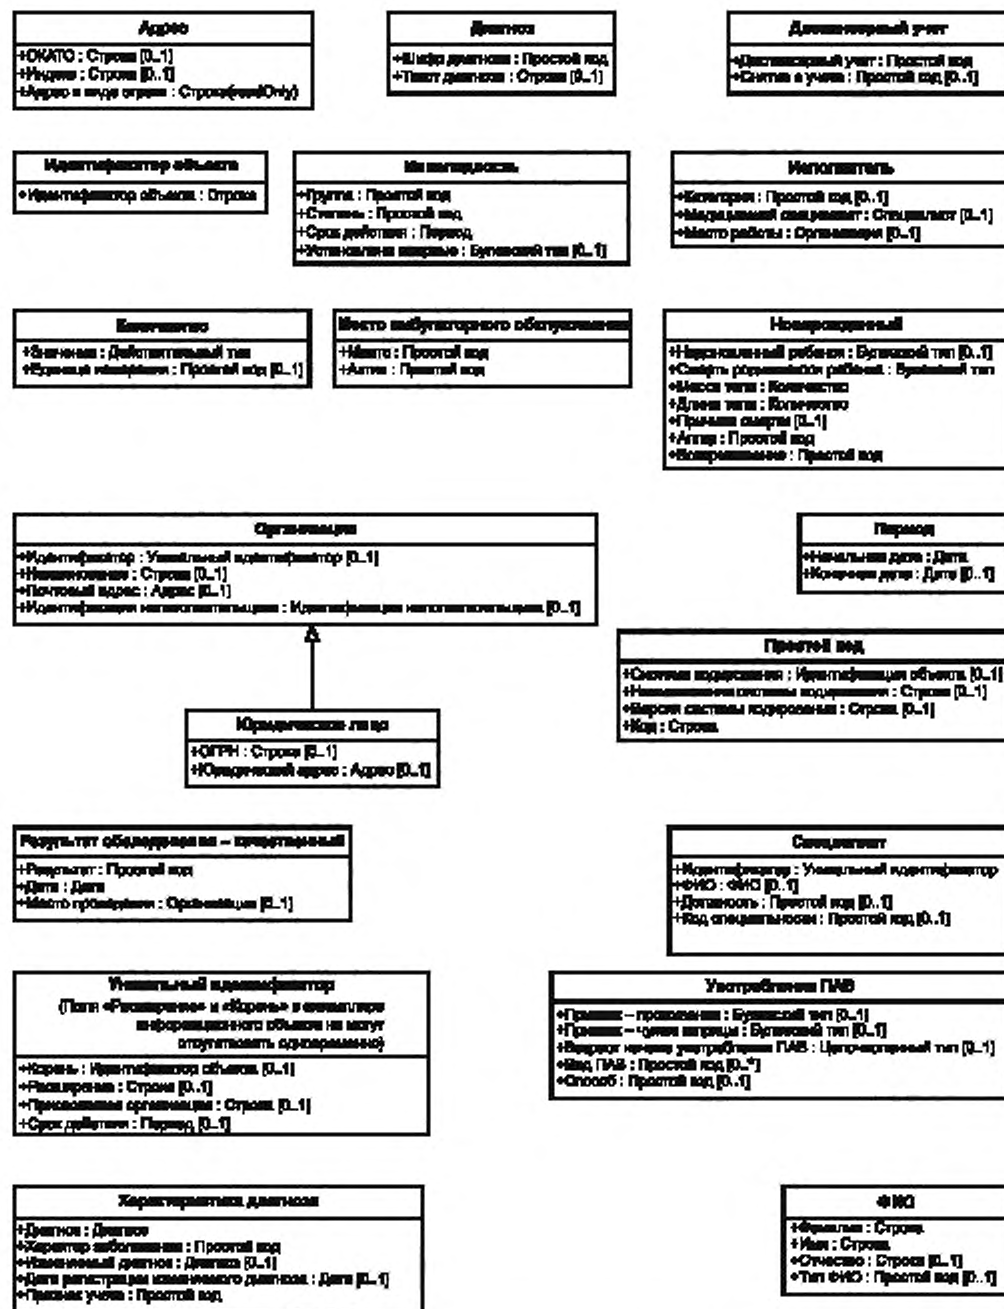 Адрес
+ОКАТО : Строка [0..1]
+Индекс : Строка [0..1]
+Адрес в виде строки : Строка{readOnly}
Диагноз
+Шифр диагноза : Простой код
+Текст диагноза : Строка [0..1]
Диспансерный учет
+Диспансерный учет : Простой код
+Снятие с учета : Простой код [0..1]
Идентификатор объекта
+Идентификатор объекта : Строка
Инвалидность
+Группа : Простой код
+Степень : Простой код
+Срок действия : Период
+Установлена впервые : Булевский тип [0..1]
Исполнитель
+Категория : Простой код [0..1]
+Медицинский специалист : Специалист [0..1]
+Место работы : Организация [0..1]
Количество
+Значение : Действительный тип
+Единица измерения : Простой код [0..1]
Место амбулаторного обслуживания
+Место : Простой код
+Актив : Простой код
Новорожденный
+Недоношенный ребенок : Булевский тип [0..1]
+Смерть родившегося ребенка : Булевский тип
+Масса тела : Количество
+Длина тела : Количество
+Причина смерти [0..1]
+Апгар : Простой код
+Вскармливание : Простой код
Организация
+Идентификатор : Уникальный идентификатор [0..1]
+Наименование : Строка [0..1]
+Почтовый адрес : Адрес [0..1]
+Идентификация налогоплательщика : Идентификация налогоплательщика [0..1]
Период
+Начальная дата : Дата
+Конечная дата : Дата [0..1]
Простой код
+Система кодирования : Идентификация объекта [0..1]
+Наименование системы кодирования : Строка [0..1]
+Версия системы кодирования : Строка [0..1]
+Код : Строка
Юридическое лицо
+ОГРН : Строка [0..1]
+Юридический адрес : Адрес [0..1]
Результат обследования – качественный
+Результат : Простой код
+Дата : Дата
+Место проведения : Организация [0..1]
Специалист
+Идентификатор : Уникальный идентификатор
+ФИО : ФИО [0..1]
+Должность : Простой код [0..1]
+Код специальности : Простой код [0..1]
Уникальный идентификатор
{Поля «Расширение» и «Корень» в экземпляре
информационного объекта не могут
отсутствовать одновременно}
+Корень : Идентификатор объекта [0..1]
+Расширение : Строка [0..1]
+Присвоившая организация : Строка [0..1]
+Срок действия : Период [0..1]
Употребление ПАВ
+Признак – проживания : Булевский тип [0..1]
+Признак – чужие шприцы : Булевский тип [0..1]
+Возраст начала употребления ПАВ : Целочисленный тип [0..1]
+Вид ПАВ : Простой код [0..*]
+Способ : Простой код [0..1]
Характеристика диагноза
+Диагноз : Диагноз
+Характер заболевания : Простой код
+Изменяемый диагноз : Диагноз [0..1]
+Дата регистрации изменяемого диагноза : Дата [0..1]
+Признак учета : Простой код
ФИО
+Фамилия : Строка
+Имя : Строка
+Отчество : Строка [0..1]
+Тип ФИО : Простой код [0..1]